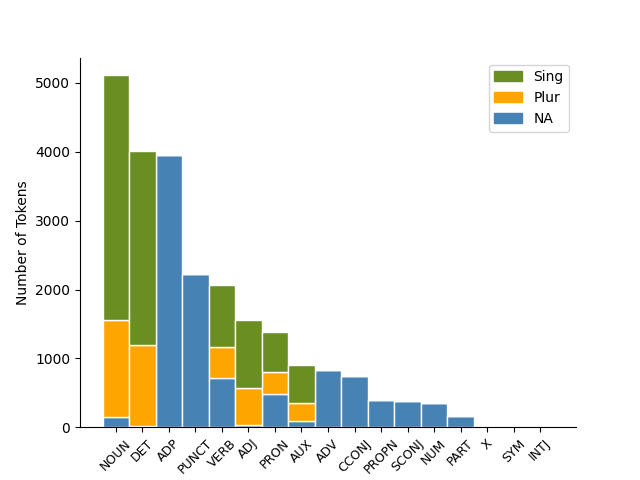 5000
4000
3000
2000
1000
0
Number of Tokens
Sing
Plur
NA
NOUN
DET
ADP
PUNCT
VERB
ADJ
PRON
AUX
ADV
CCONJ
PROPN
SCONJ
NUM
PART
X
SYM
INTJ